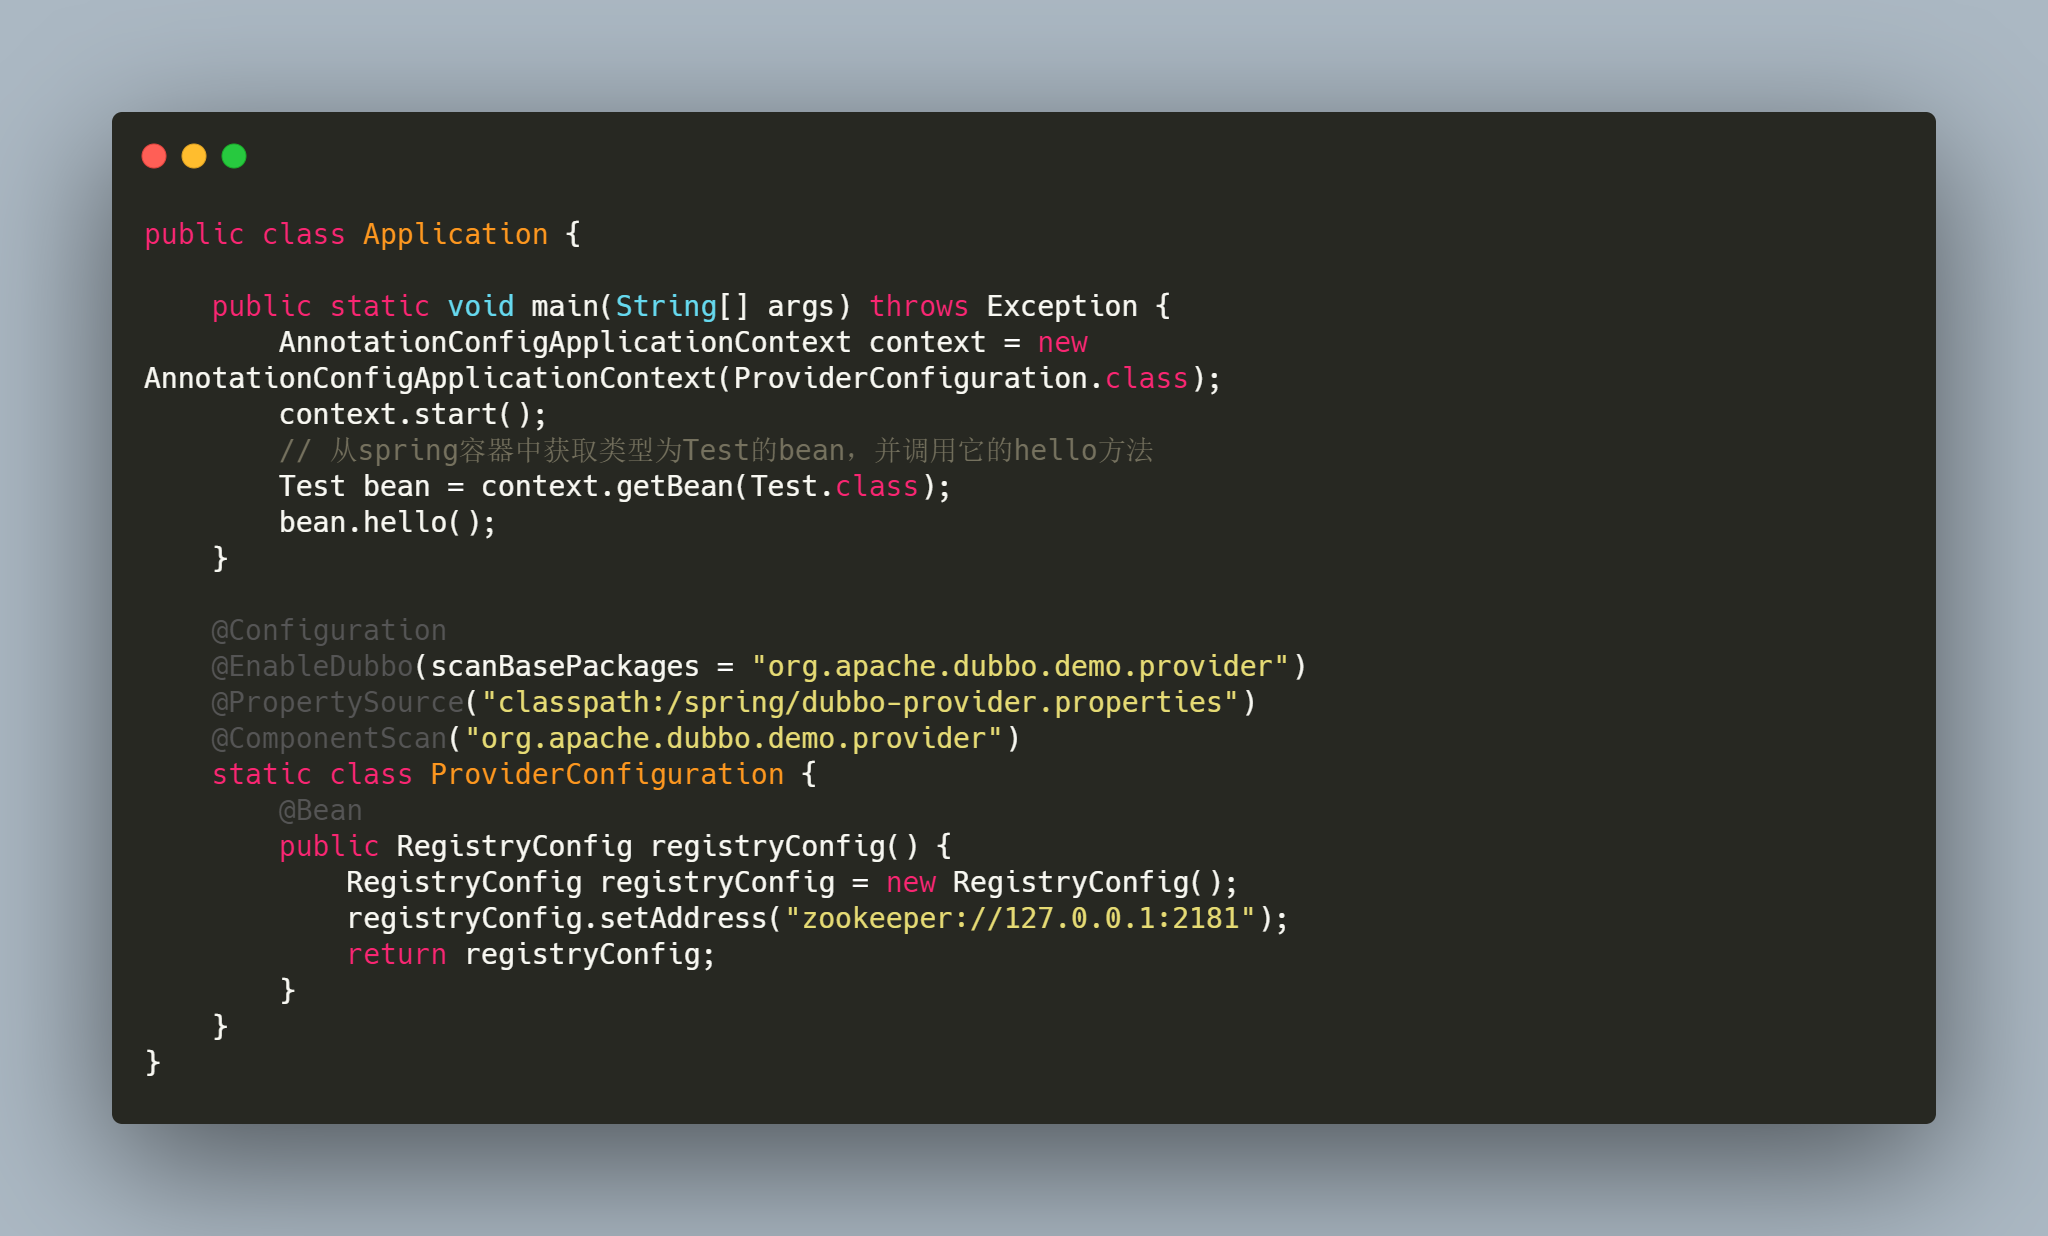 public class Application {
public static void main(String[] args) throws Exception {
AnnotationConfigApplicationContext context = new
AnnotationConfigApplicationContext(ProviderConfiguration.class);
context.start();
// 从spring容器中获取类型为Test的bean，并调用它的hello方法
Test bean = context.getBean(Test.class);
bean.hello();
}
@Configuration
@EnableDubbo(scanBasePackages = "org.apache.dubbo.demo.provider")
@PropertySource("classpath:/spring/dubbo-provider.properties")
@ComponentScan("org.apache.dubbo.demo.provider")
static class ProviderConfiguration {
@Bean
public RegistryConfig registryConfig() {
RegistryConfig registryConfig = new RegistryConfig();
registryConfig.setAddress("zookeeper://127.0.0.1:2181");
return registryConfig;
}
}
}